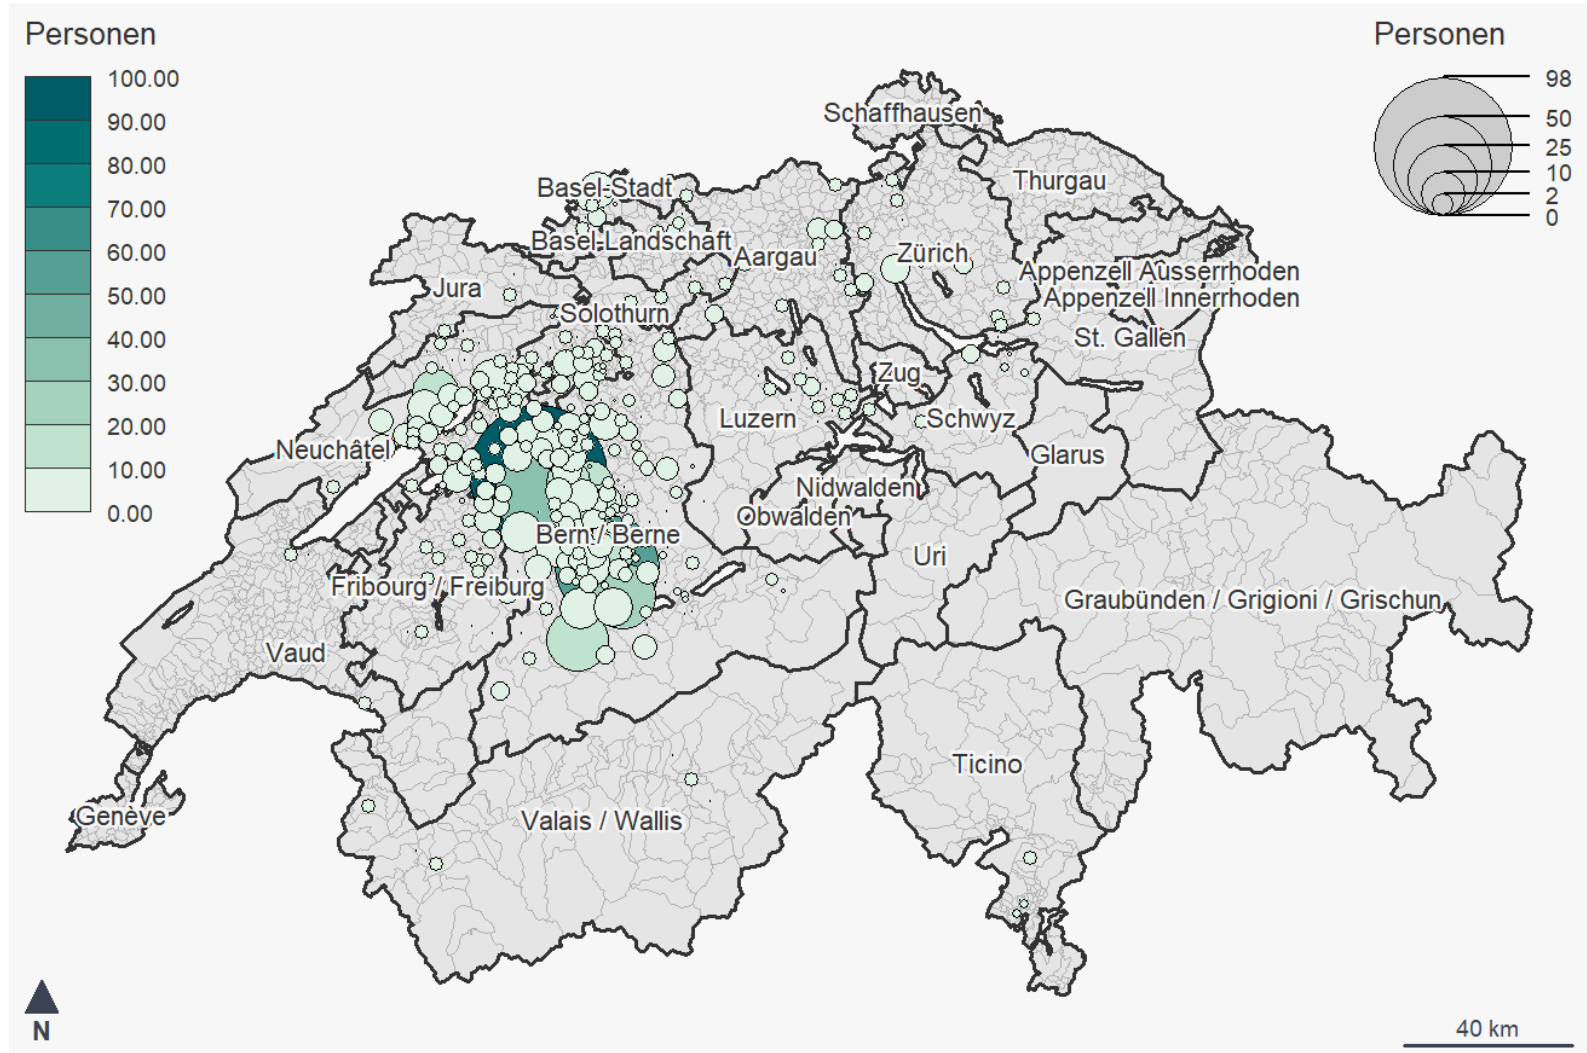 Personen
100.00
90.00
80.00
70.00
60.00
50.00
40.00
30.00
20.00
10.00
0.00
Personen
98
50
25
10
2
0
Schaffhausen
Basel-Stadt
Thurgau
Basel-Landschaft
Aargau
Zürich
Appenzell Ausserrhoden
Jura
Appenzell Innerrhoden
Solothurn
St. Gallen
Zug
Luzern
Schwyz
Neuchâtel
Glarus
Nidwalden
Obwalden
Bern / Berne
Uri
Fribourg / Freiburg
Graubünden / Grigioni / Grischun
Vaud
Ticino
Genève
Valais / Wallis
N
40 km